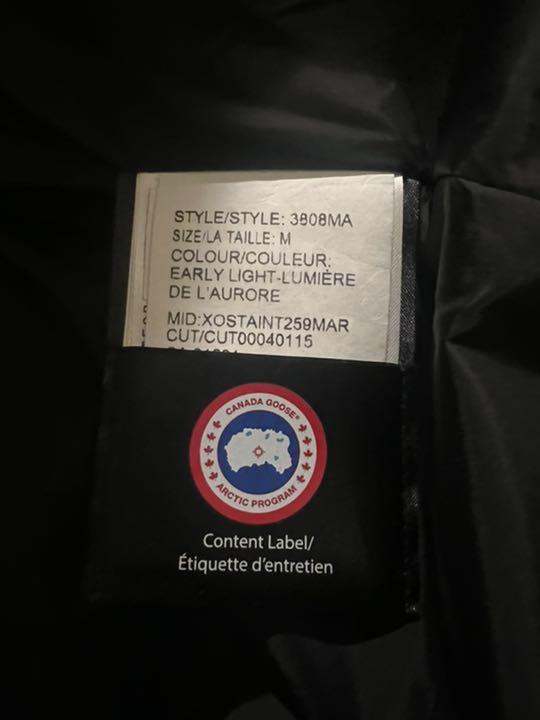 STYLE/STYLE: 3808MA
SIZE/LA TAILLE: M
COLOUR/COULEUR:
EARLY LIGHT-LUMIÈRE
DE L'AURORE
MID:XOSTAINT259MAR
CUT/CUT00040115
CANADA GOOSE®
ARCTIC PROGRAM
Content Label/
Étiquette d'entretien